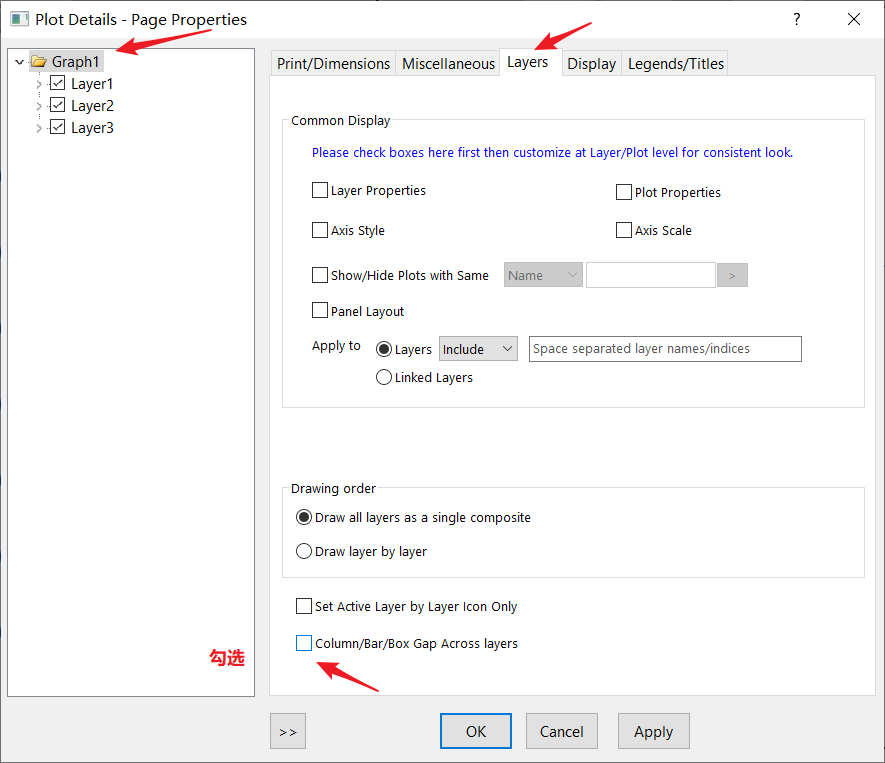 Plot Details - Page Properties
?
Graph1
Layer1
Layer2
Layer3
Print/Dimensions Miscellaneous Layers Display Legends/Titles
Common Display
Please check boxes here first then customize at Layer/Plot level for consistent look.
Layer Properties Plot Properties
Axis Style Axis Scale
Show/Hide Plots with Same Name >
Panel Layout
Apply to Layers Include Space separated layer names/indices
Linked Layers
Drawing order
Draw all layers as a single composite
Draw layer by layer
Set Active Layer by Layer Icon Only
Column/Bar/Box Gap Across layers
勾选
>> OK Cancel Apply